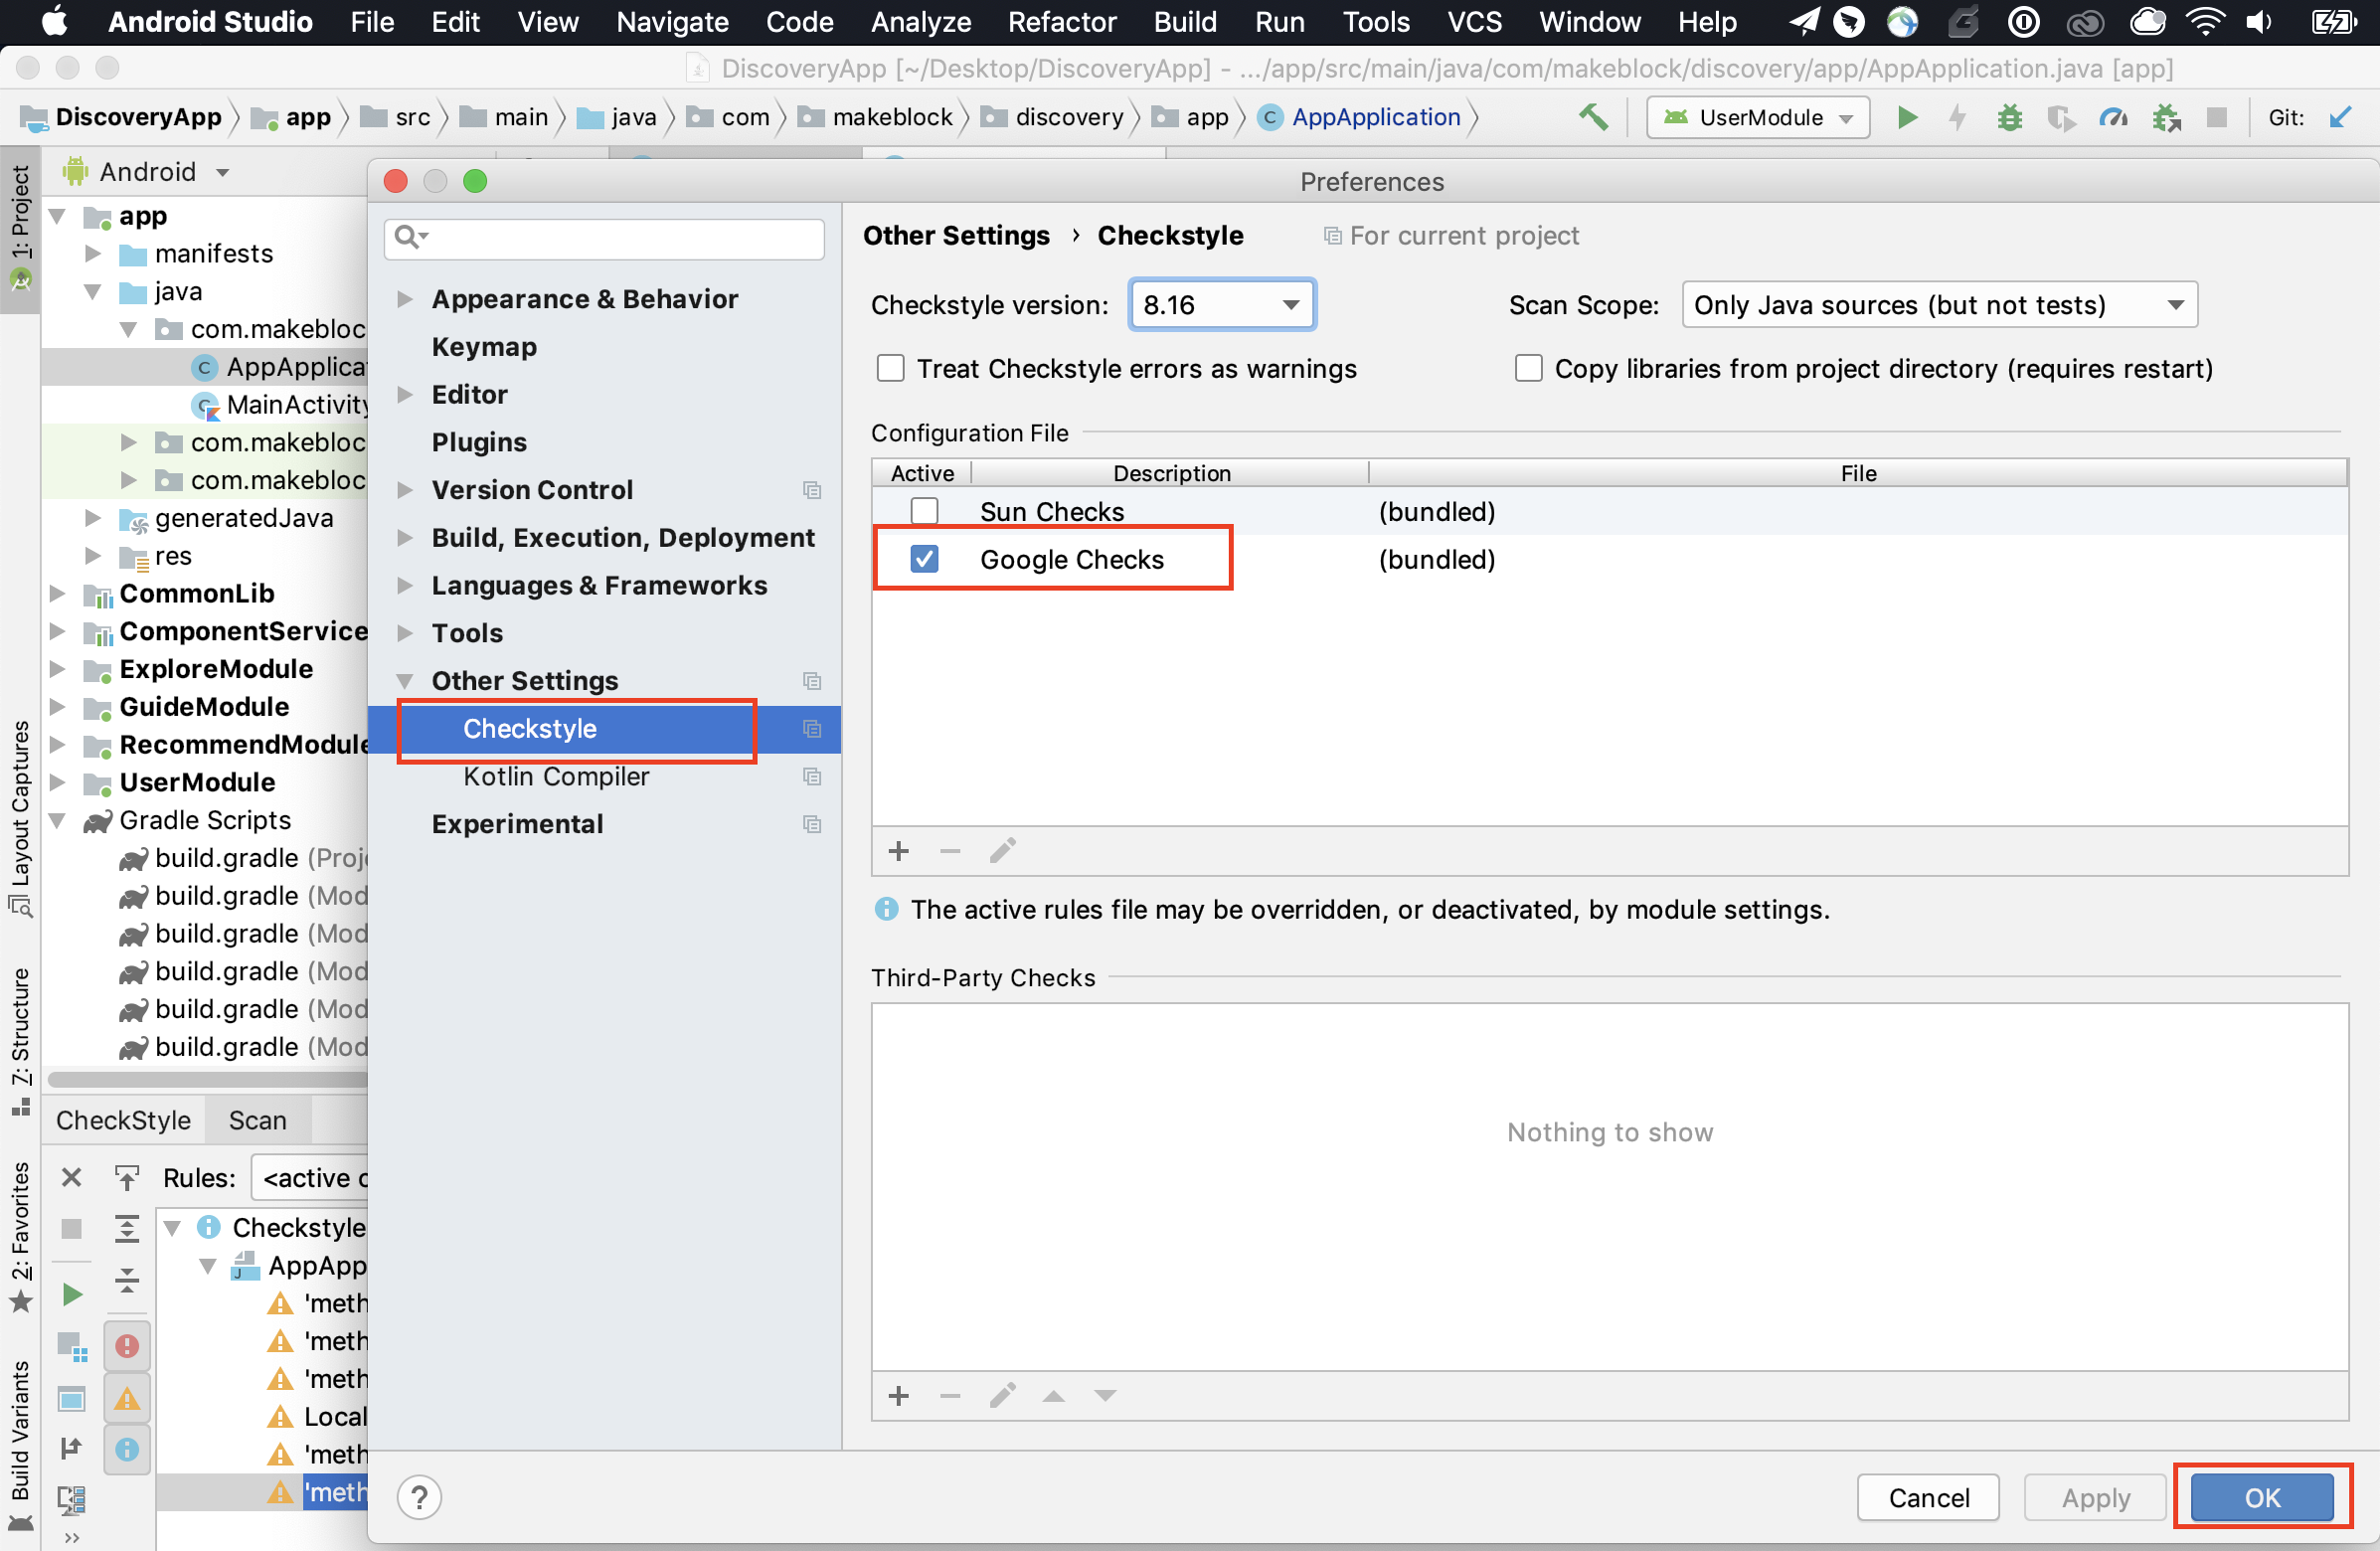 Android Studio File Edit View Navigate Code Analyze Refactor Build Run Tools VCS Window Help
DiscoveryApp [~/Desktop/DiscoveryApp] - .../app/src/main/java/com/makeblock/discovery/app/AppApplication.java [app]
DiscoveryApp app src main java com makeblock discovery app AppApplication UserModule Git:
1: Project
Layout Captures
Z: Structure
2: Favorites
Build Variants
Android
app
manifests
java
com.makebloc
AppApplica
MainActivity
com.makebloc
com.makebloc
generatedJava
res
CommonLib
ComponentService
ExploreModule
GuideModule
RecommendModule
UserModule
Gradle Scripts
build.gradle (Proj
build.gradle (Mod
build.gradle (Mod
build.gradle (Mod
build.gradle (Mod
build.gradle (Mod
CheckStyle Scan
Rules: <active c
Checkstyle
AppApp
'meth
'meth
'meth
Local
'meth
'meth
Preferences
Appearance & Behavior
Keymap
Editor
Plugins
Version Control
Build, Execution, Deployment
Languages & Frameworks
Tools
Other Settings
Checkstyle
Kotlin Compiler
Experimental
Other Settings › Checkstyle For current project
Checkstyle version: 8.16 Scan Scope: Only Java sources (but not tests)
Treat Checkstyle errors as warnings Copy libraries from project directory (requires restart)
Configuration File
Active Description File
Sun Checks (bundled)
Google Checks (bundled)
The active rules file may be overridden, or deactivated, by module settings.
Third-Party Checks
Nothing to show
? Cancel Apply OK